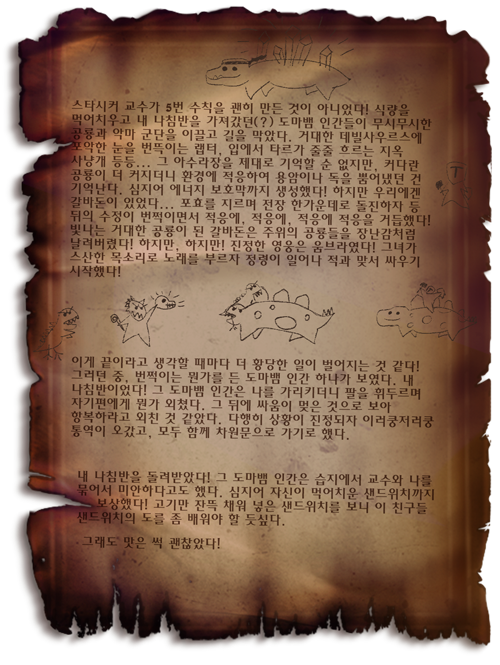 스타시커 교수가 5번 수칙을 괜히 만든 것이 아니었다! 식량을
먹어치우고 내 나침반을 가져갔던(?) 도마뱀 인간들이 무시무시한
공룡과 악마 군단을 이끌고 길을 막았다. 거대한 데빌사우르스에
포악한 눈을 번뜩이는 랩터, 입에서 타르가 줄줄 흐르는 지옥
사냥개 등등... 그 아수라장을 제대로 기억할 순 없지만, 커다란
공룡이 더 커지더니 환경에 적응하여 용암이나 독을 뿜어냈던 건
기억난다. 심지어 에너지 보호막까지 생성했다! 하지만 우리에겐
갈바돈이 있었다... 포효를 지르며 전장 한가운데로 돌진하자 등
뒤의 수정이 번쩍이면서 적응에, 적응에, 적응에 적응을 거듭했다!
빛나는 거대한 공룡이 된 갈바돈은 주위의 공룡들을 장난감처럼
날려버렸다! 하지만, 하지만! 진정한 영웅은 움브라였다! 그녀가
스산한 목소리로 노래를 부르자 정령이 일어나 적과 맞서 싸우기
시작했다!
이게 끝이라고 생각할 때마다 더 황당한 일이 벌어지는 것 같다!
그러던 중, 번쩍이는 뭔가를 든 도마뱀 인간 하나가 보였다. 내
나침반이었다! 그 도마뱀 인간은 나를 가리키더니 팔을 휘두르며
자기편에게 뭔가 외쳤다. 그 뒤에 싸움이 멎은 것으로 보아
항복하라고 외친 것 같았다. 다행히 상황이 진정되자 이러쿵저러쿵
통역이 오갔고, 모두 함께 차원문으로 가기로 했다.
내 나침반을 돌려받았다! 그 도마뱀 인간은 습지에서 교수와 나를
묶어서 미안하다고도 했다. 심지어 자신이 먹어치운 샌드위치까지
보상했다! 고기만 잔뜩 채워 넣은 샌드위치를 보니 이 친구들
샌드위치의 도를 좀 배워야 할 듯싶다.
그래도 맛은 썩 괜찮았다!